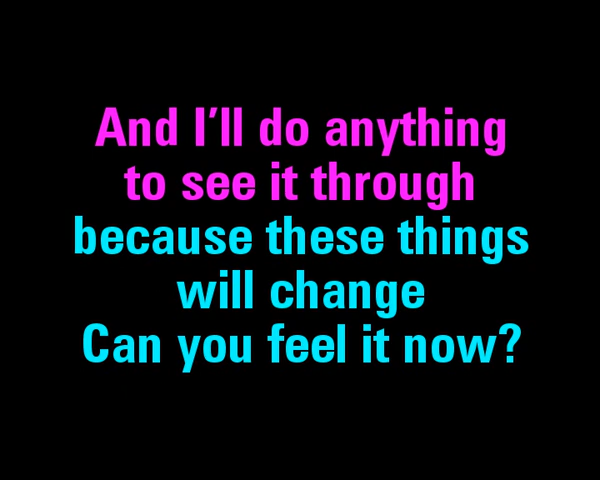 And I'll do anything
to see it through
because these things
will change
Can you feel it now?